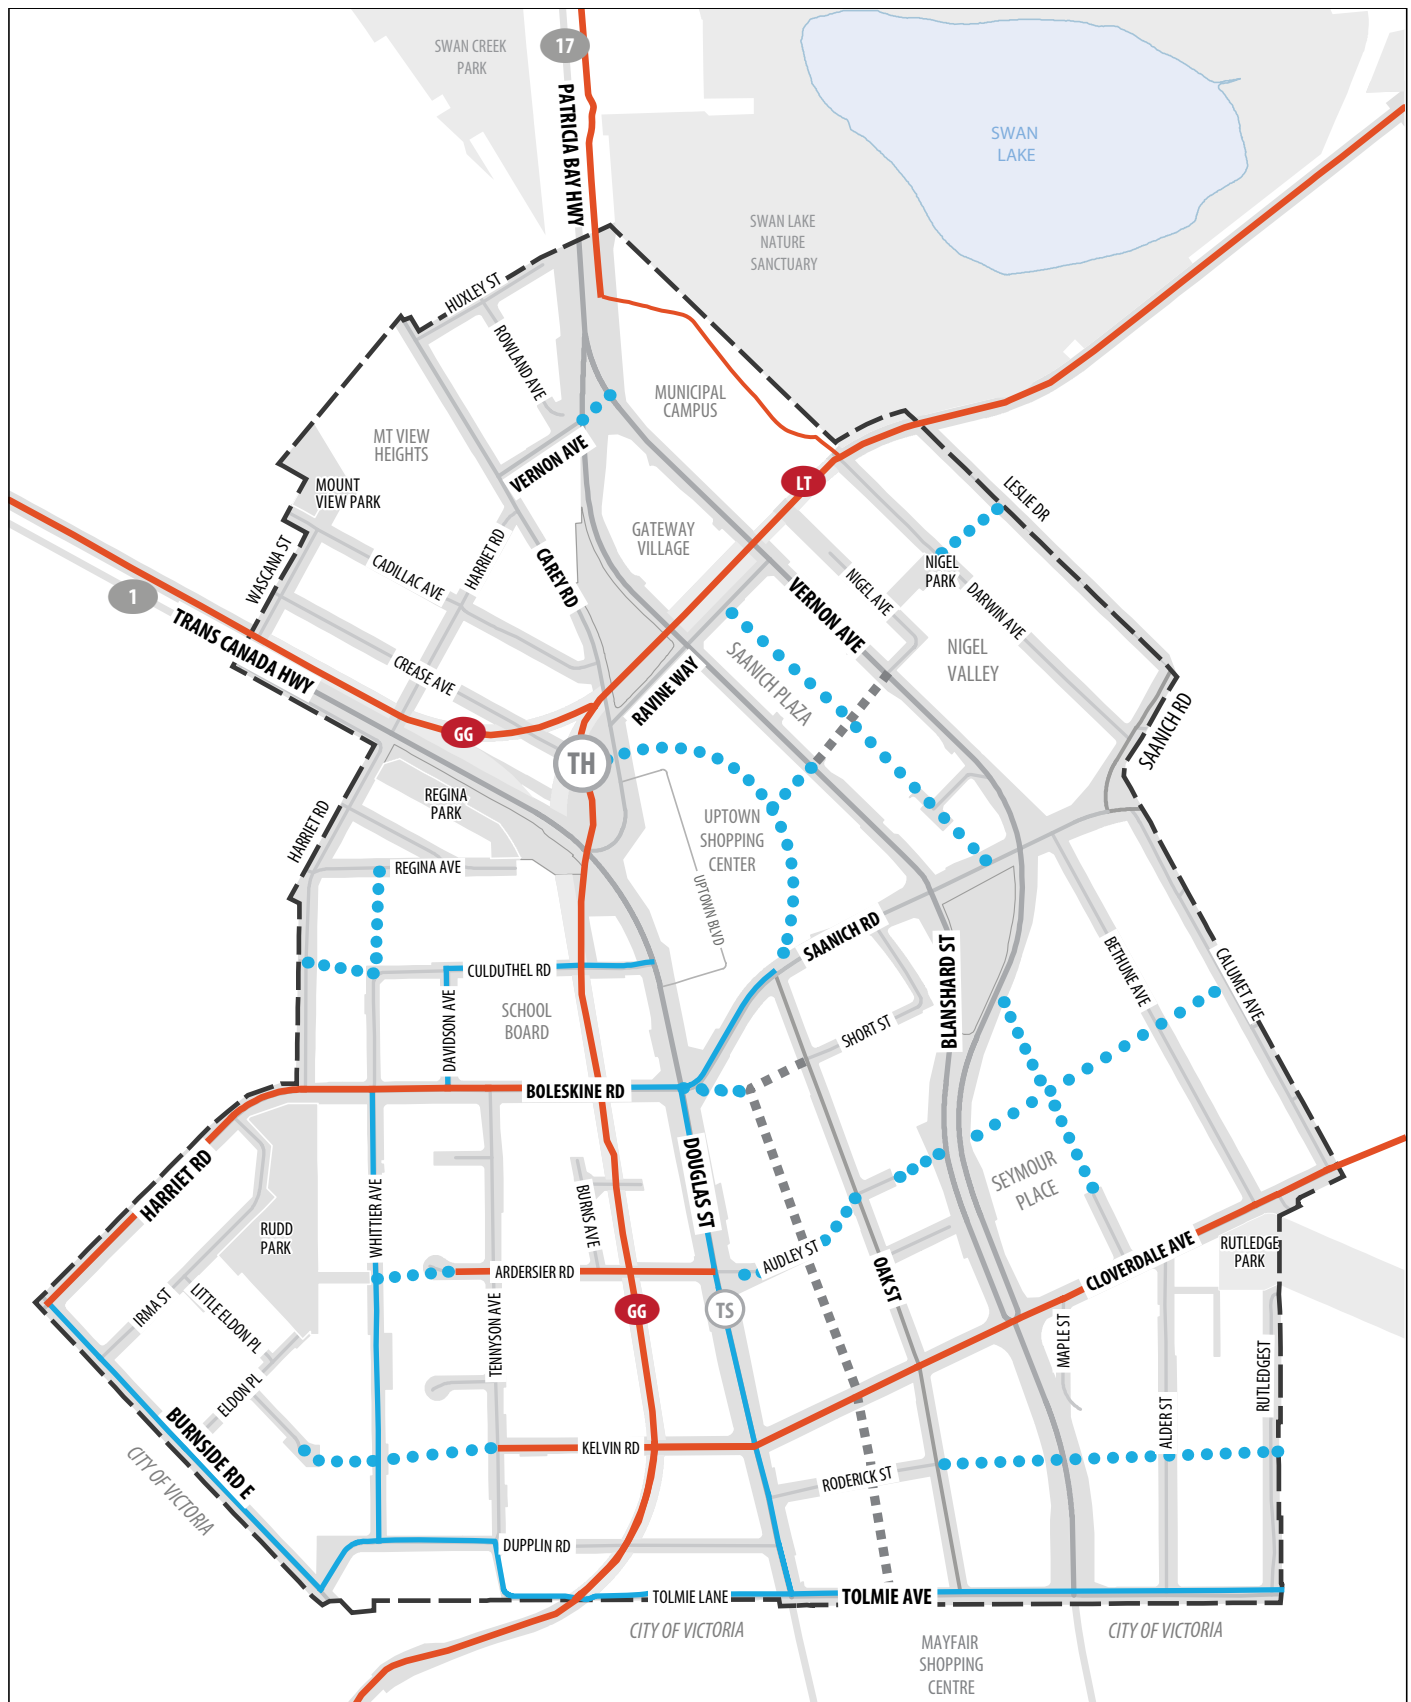 SWAN CREEK
PARK
17
PATRICIA BAY HWY
SWAN
LAKE
SWAN LAKE
NATURE
SANCTUARY
HUXLEY ST
ROWLAND AVE
MUNICIPAL
CAMPUS
MT VIEW
HEIGHTS
VERNON AVE
LT
MOUNT
VIEW PARK
LESLIE DR
GATEWAY
VILLAGE
WASCANA ST
CADILLAC AVE
HARRIET RD
CAREY RD
NIGEL
PARK
NIGEL AVE
DARWIN AVE
VERNON AVE
1
TRANS CANADA HWY
NIGEL
VALLEY
CREASE AVE
RAVINE WAY
SAANICH PLAZA
SAANICH RD
GG
TH
REGINA
PARK
HARRIET RD
UPTOWN
SHOPPING
CENTER
REGINA AVE
UPTOWN BLVD
SAANICH RD
BLANSHARD ST
BETHUNE AVE
CALUMET AVE
CULDUTHEL RD
DAVIDSON AVE
SCHOOL
BOARD
SHORT ST
BOLESKINE RD
HARRIET RD
DOUGLAS ST
SEYMOUR
PLACE
WHITTIER AVE
BURNS AVE
RUDD
PARK
AUDLEY ST
OAK ST
CLOVERDALE AVE
RUTLEDGE
PARK
ARDERSIER RD
IRMA ST
LITTLE ELDON PL
TENNYSON AVE
GG
TS
MAPLE ST
ELDON PL
RUTLEDGEST
ALDER ST
BURNSIDE RD E
CITY OF VICTORIA
KELVIN RD
RODERICK ST
DUPPLIN RD
TOLMIE LANE
TOLMIE AVE
CITY OF VICTORIA
CITY OF VICTORIA
MAYFAIR
SHOPPING
CENTRE